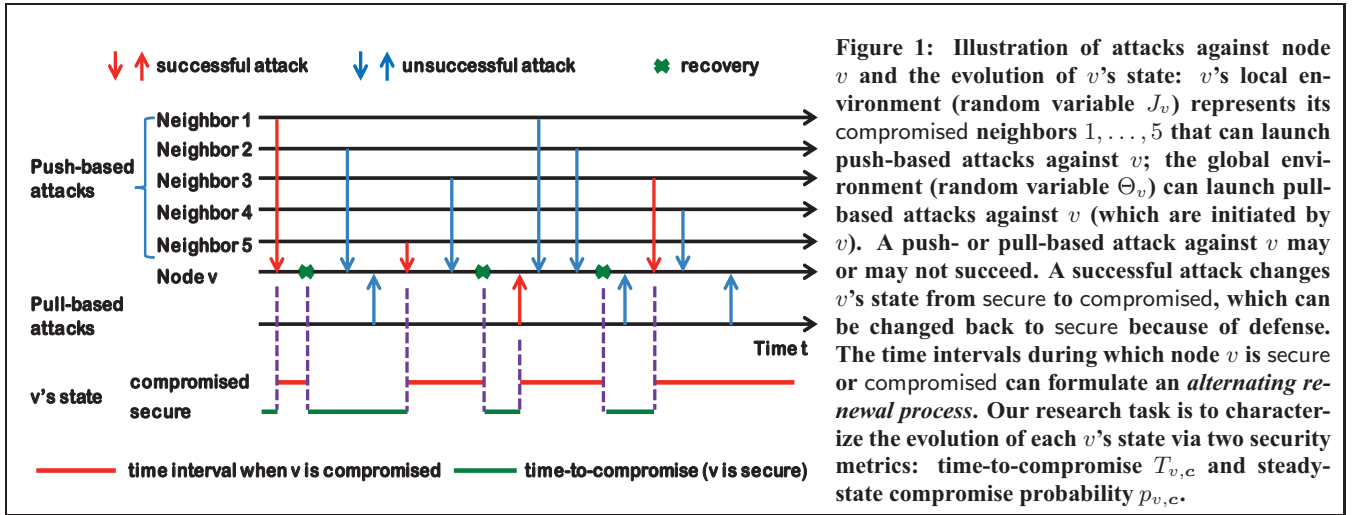 successful attack
unsuccessful attack
recovery
Neighbor 1
Neighbor 2
Push-based
attacks
Neighbor 3
Neighbor 4
Neighbor 5
Node v
Pull-based
attacks
Time t
v's state
compromised
secure
time interval when v is compromised
time-to-compromise (v is secure)
Figure 1: Illustration of attacks against node
v and the evolution of v's state: v's local en-
vironment (random variable J_v) represents its
compromised neighbors 1, . . . , 5 that can launch
push-based attacks against v; the global envi-
ronment (random variable Θ_v) can launch pull-
based attacks against v (which are initiated by
v). A push- or pull-based attack against v may
or may not succeed. A successful attack changes
v's state from secure to compromised, which can
be changed back to secure because of defense.
The time intervals during which node v is secure
or compromised can formulate an alternating re-
newal process. Our research task is to character-
ize the evolution of each v's state via two security
metrics: time-to-compromise T_{v,c} and steady-
state compromise probability p_{v,c}.